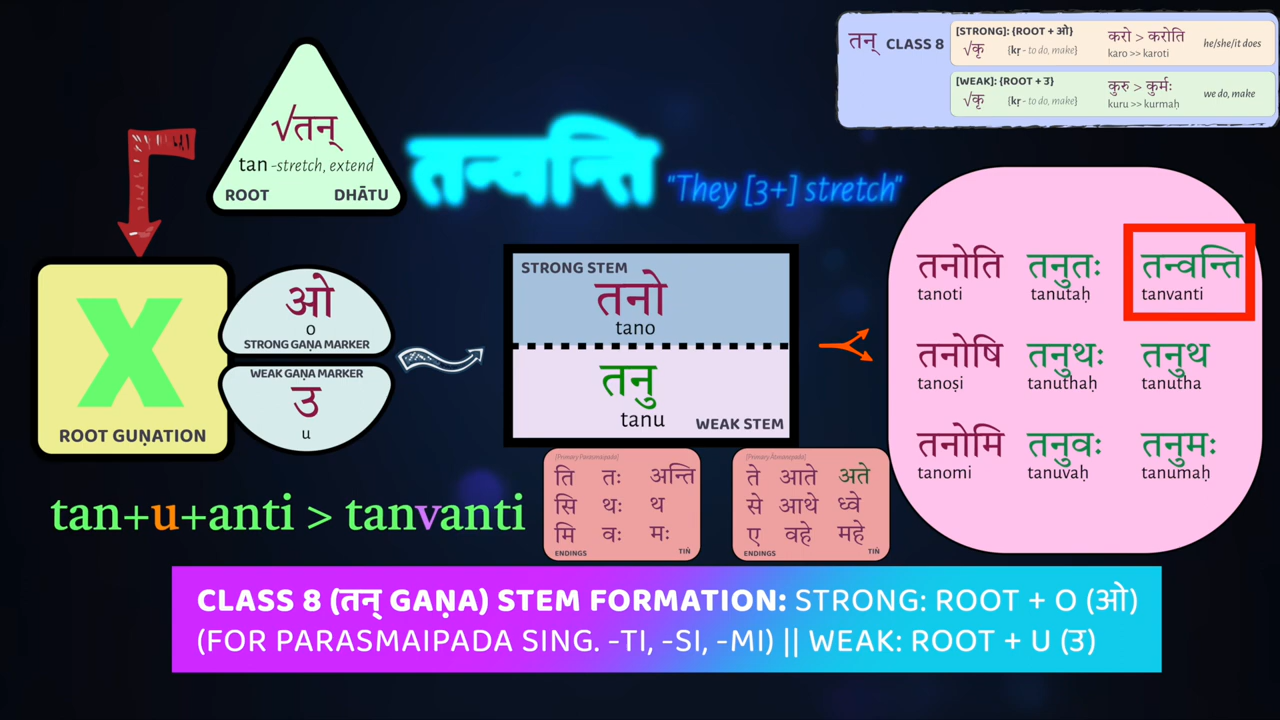 तन् CLASS 8
[STRONG]: {ROOT + ओ}
√कृ {kṛ - to do, make} करो > करोति he/she/it does
karo >> karoti
[WEAK]: {ROOT + उ}
√कृ {kṛ - to do, make} कुरु > कुर्मः we do, make
kuru >> kurmaḥ
√तन्
tan -stretch, extend
ROOT DHĀTU
तन्वन्ति "They [3+] stretch"
X
ROOT GUṆATION
ओ
o
STRONG GAṆA MARKER
WEAK GAṆA MARKER
उ
u
STRONG STEM
तनो
tano
तनु
tanu
WEAK STEM
तनोति तनुतः तन्वन्ति
tanoti tanutaḥ tanvanti
तनोषि तनुथः तनुथ
tanoṣi tanuthaḥ tanutha
तनोमि तनुवः तनुमः
tanomi tanuvaḥ tanumaḥ
tan+u+anti > tanvanti
[Primary Parasmaipada]
ति तः अन्ति
सि थः थ
मि वः मः
ENDINGS TIṄ
[Primary Ātmanepada]
ते आते अते
से आथे ध्वे
ए वहे महे
ENDINGS TIṄ
CLASS 8 (तन् GAṆA) STEM FORMATION: STRONG: ROOT + O (ओ)
(FOR PARASMAIPADA SING. -TI, -SI, -MI) || WEAK: ROOT + U (उ)